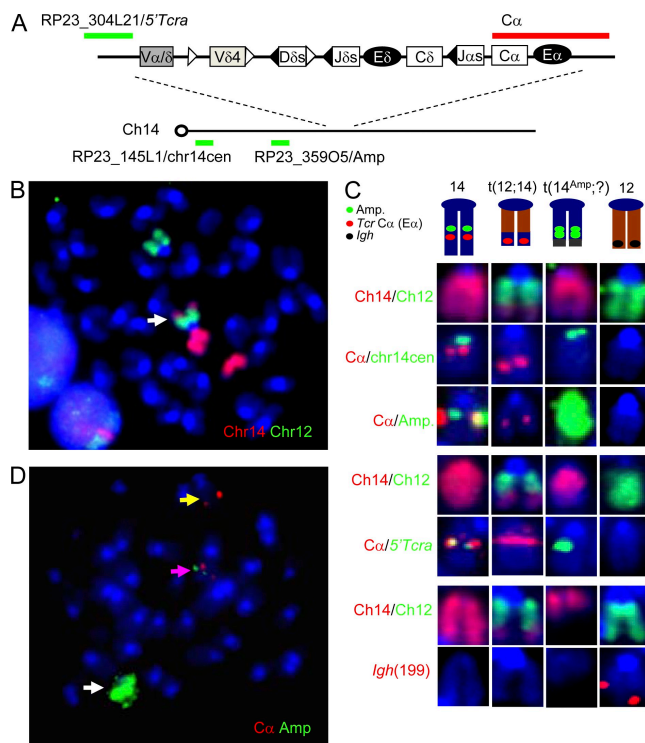 A
RP23_304L21/5'Tcra
Cα
Vα/δ Vδ4 Dδs Jδs Eδ Cδ Jαs Cα Eα
Ch14
RP23_145L1/chr14cen
RP23_359O5/Amp
B
Chr14 Chr12
C
14 t(12;14) t(14Amp;?) 12
Amp.
Tcr Cα (Eα)
Igh
Ch14/Ch12
Cα/chr14cen
Cα/Amp.
Ch14/Ch12
Cα/5'Tcra
Ch14/Ch12
Igh(199)
D
Cα Amp